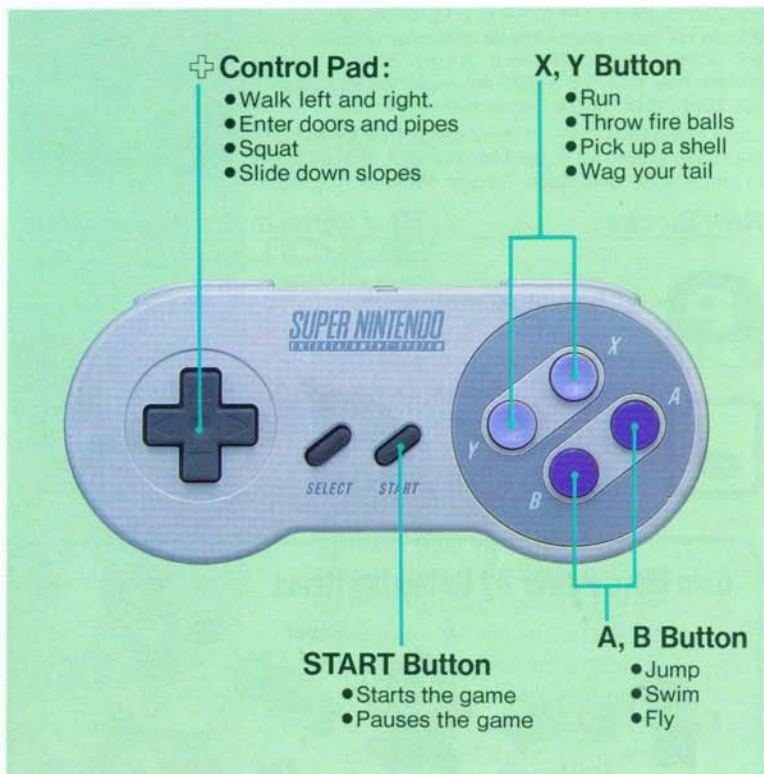 Control Pad:
●Walk left and right.
●Enter doors and pipes
●Squat
●Slide down slopes
X, Y Button
●Run
●Throw fire balls
●Pick up a shell
●Wag your tail
SUPER NINTENDO
ENTERTAINMENT SYSTEM
X
A
Y
B
SELECT
START
START Button
●Starts the game
●Pauses the game
A, B Button
●Jump
●Swim
●Fly